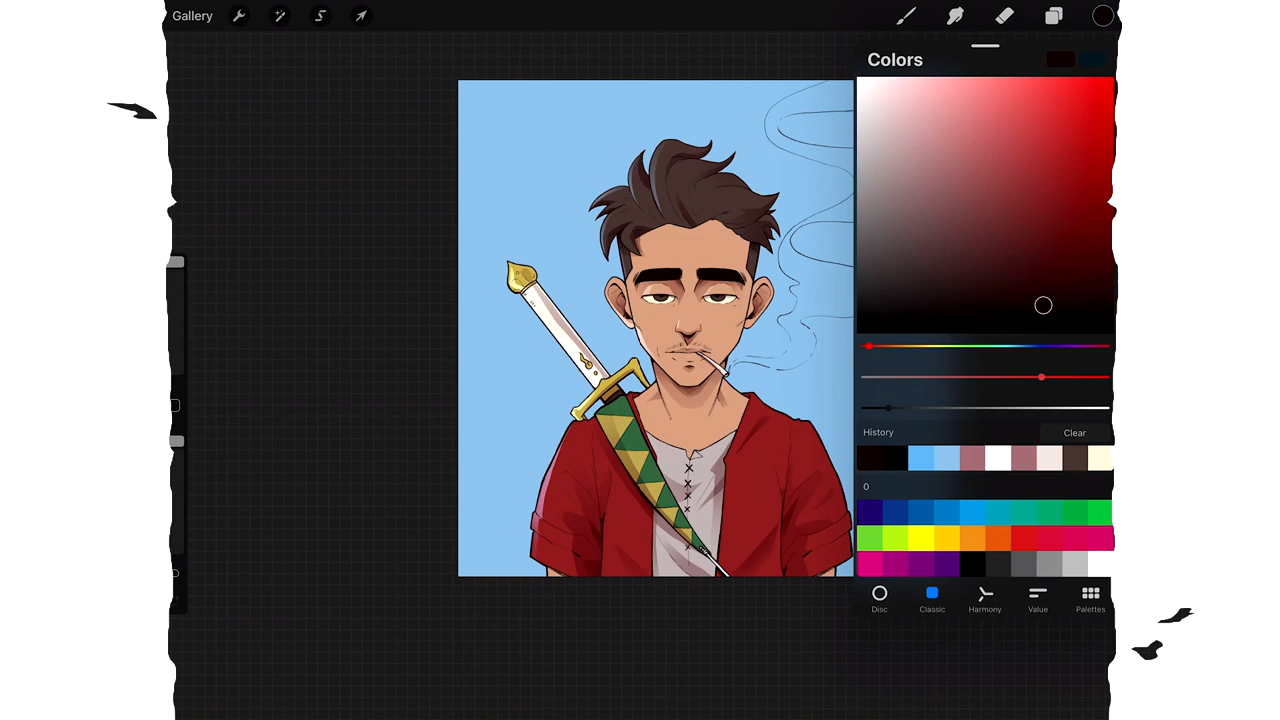 Gallery
Colors
History
Clear
0
Disc
Classic
Harmony
Value
Palettes